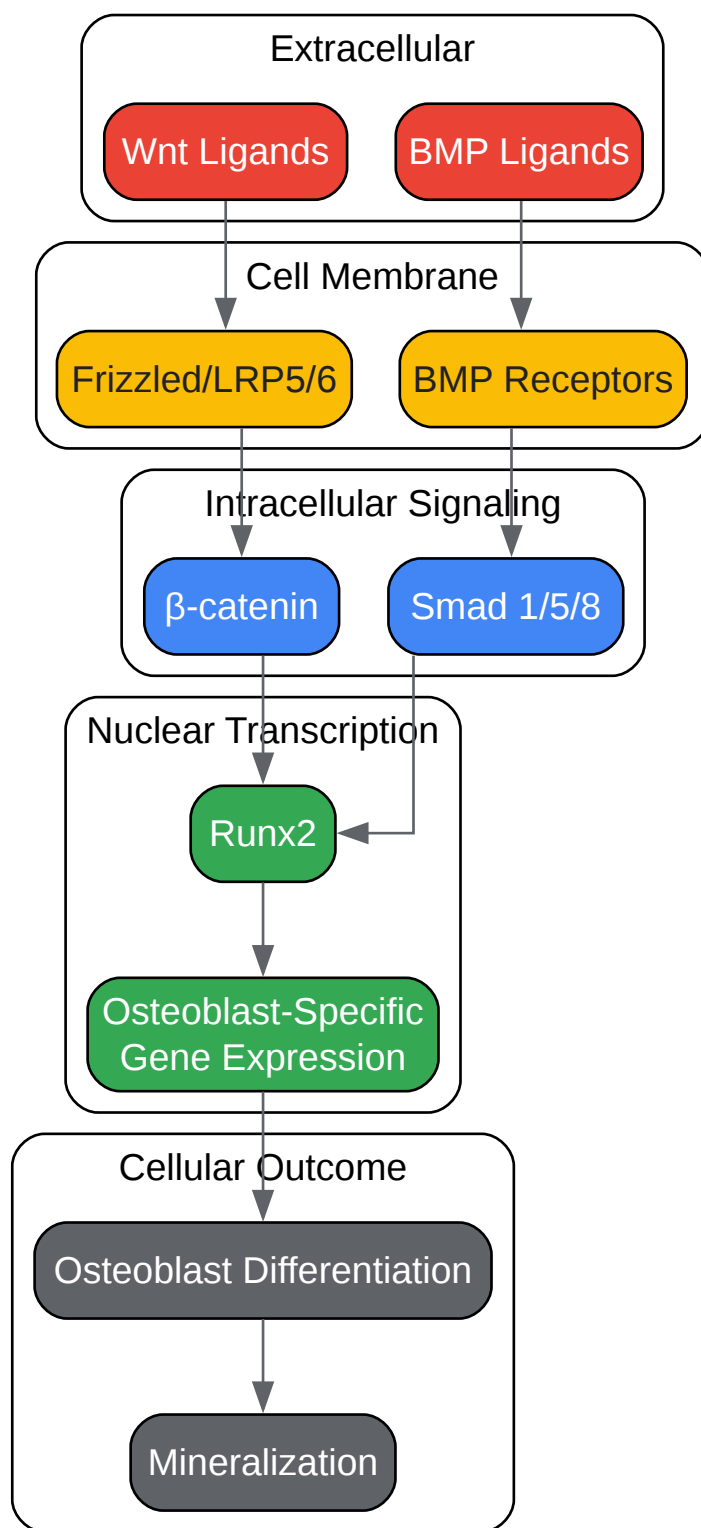 Extracellular
Wnt Ligands
BMP Ligands
Cell Membrane
Frizzled/LRP5/6
BMP Receptors
Intracellular Signaling
β-catenin
Smad 1/5/8
Nuclear Transcription
Runx2
Osteoblast-Specific
Gene Expression
Cellular Outcome
Osteoblast Differentiation
Mineralization